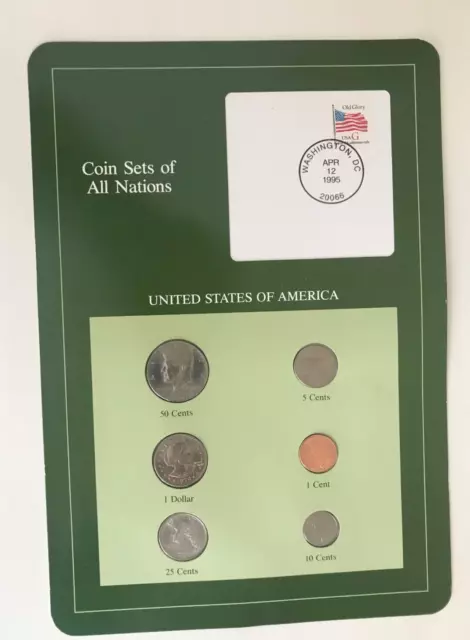 Coin Sets of
All Nations
Old Glory
USA G
WASHINGTON, DC
APR
12
1995
20066
UNITED STATES OF AMERICA
50 Cents
5 Cents
1 Dollar
1 Cent
25 Cents
10 Cents